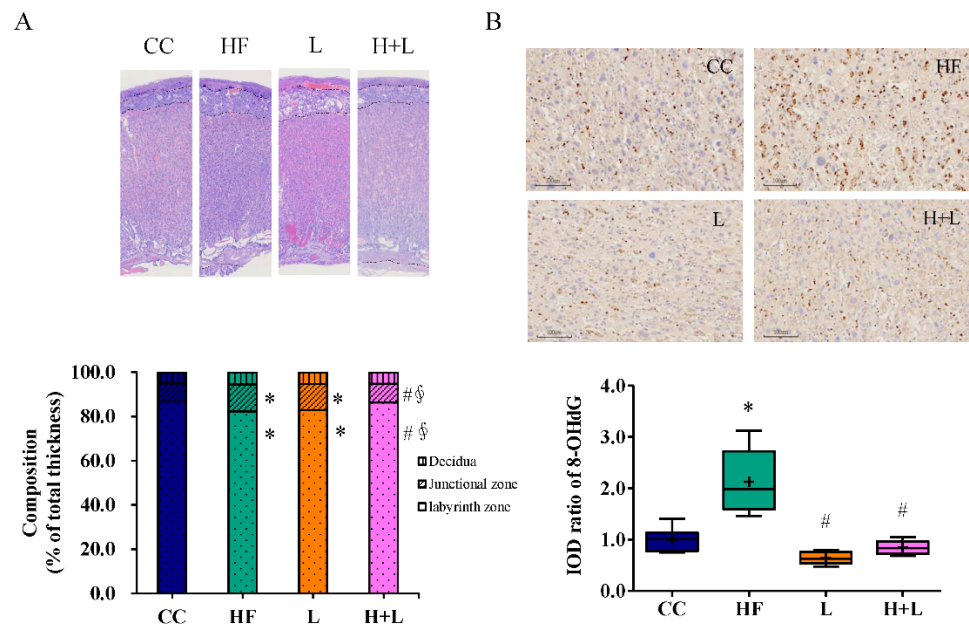 A
CC HF L H+L
100.0
80.0
60.0
40.0
20.0
0.0
Composition
(% of total thickness)
*
*
*
*
#§
#§
Decidua
Junctional zone
labyrinth zone
CC HF L H+L
B
CC
HF
L
H+L
4.0
3.0
2.0
1.0
0.0
IOD ratio of 8-OHdG
*
#
#
CC HF L H+L